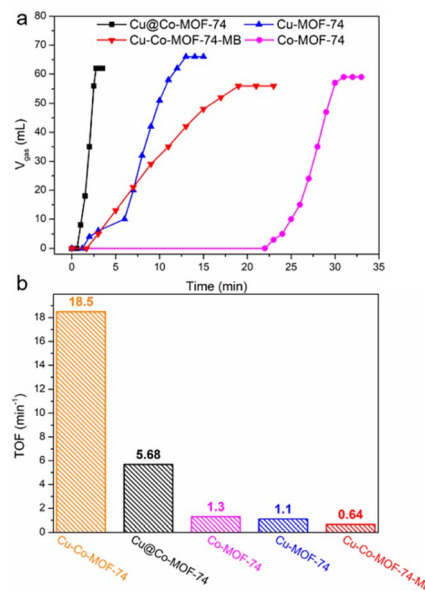 a
Cu@Co-MOF-74
Cu-MOF-74
Cu-Co-MOF-74-MB
Co-MOF-74
80
70
60
50
40
30
20
10
0
V gas (mL)
0 5 10 15 20 25 30 35
Time (min)
b
18
16
14
12
10
8
6
4
2
0
TOF (min-1)
18.5
5.68
1.3
1.1
0.64
Cu-Co-MOF-74
Cu@Co-MOF-74
Co-MOF-74
Cu-MOF-74